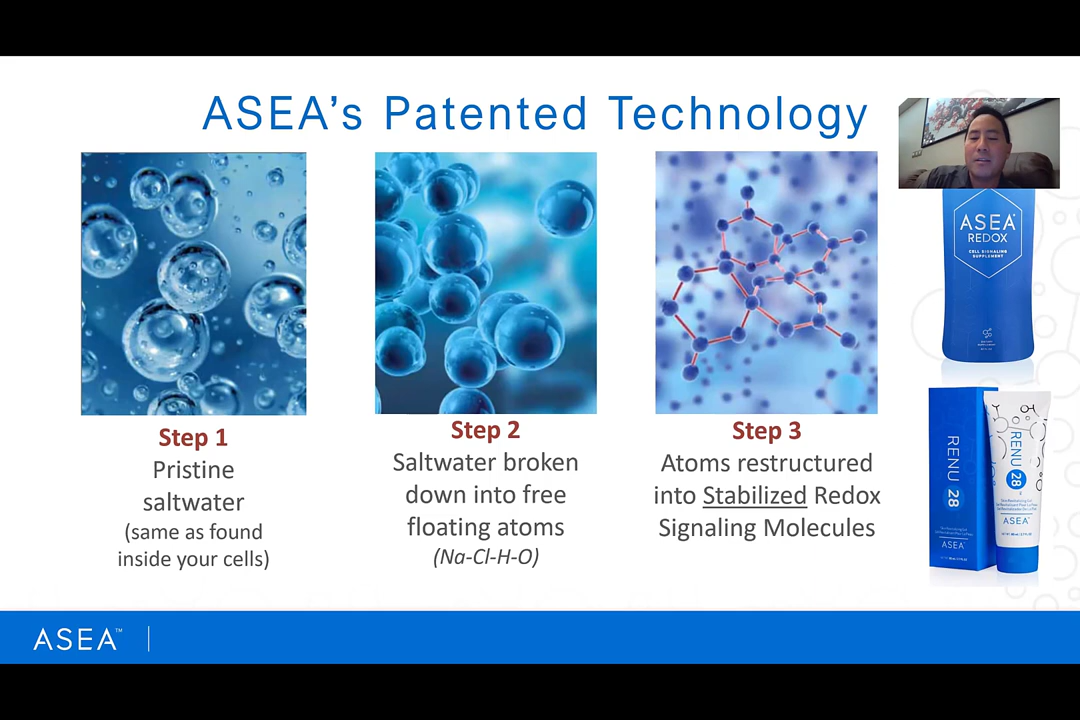 ASEA's Patented Technology
Step 1
Pristine
saltwater
(same as found
inside your cells)
Step 2
Saltwater broken
down into free
floating atoms
(Na-Cl-H-O)
Step 3
Atoms restructured
into Stabilized Redox
Signaling Molecules
ASEA
REDOX
CELL SIGNALING
SUPPLEMENT
RENU 28
ASEA
RENU 28
ASEA
ASEA™